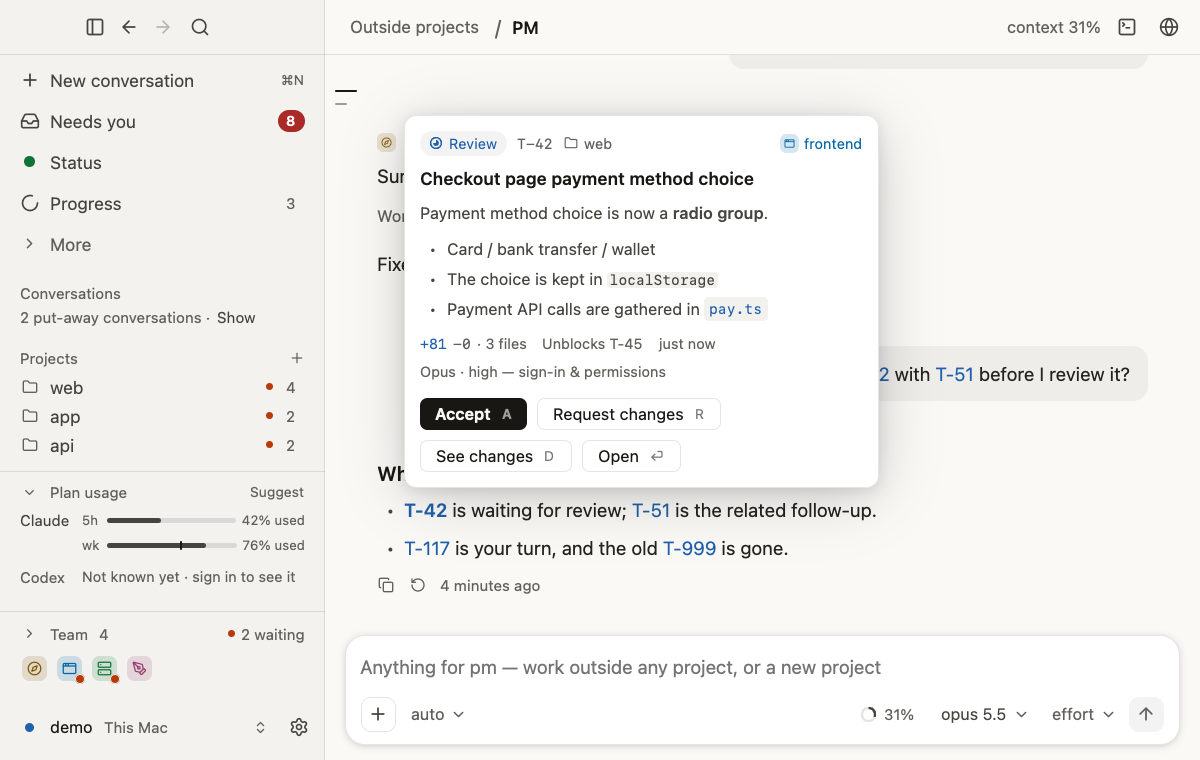 New conversation ⌘N
Needs you 8
Status
Progress 3
More
Conversations
2 put-away conversations · Show
Projects
web 4
app 2
api 2
Plan usage Suggest
Claude 5h 42% used
wk 76% used
Codex Not known yet · sign in to see it
Team 4 2 waiting
demo This Mac
Outside projects / PM
context 31%
Review T-42 web frontend
Checkout page payment method choice
Payment method choice is now a radio group.
• Card / bank transfer / wallet
• The choice is kept in localStorage
• Payment API calls are gathered in pay.ts
+81 −0 · 3 files Unblocks T-45 just now
Opus · high — sign-in & permissions
Accept A Request changes R
See changes D Open ⏎
2 with T-51 before I review it?
• T-42 is waiting for review; T-51 is the related follow-up.
• T-117 is your turn, and the old T-999 is gone.
4 minutes ago
Anything for pm — work outside any project, or a new project
auto 31% opus 5.5 effort